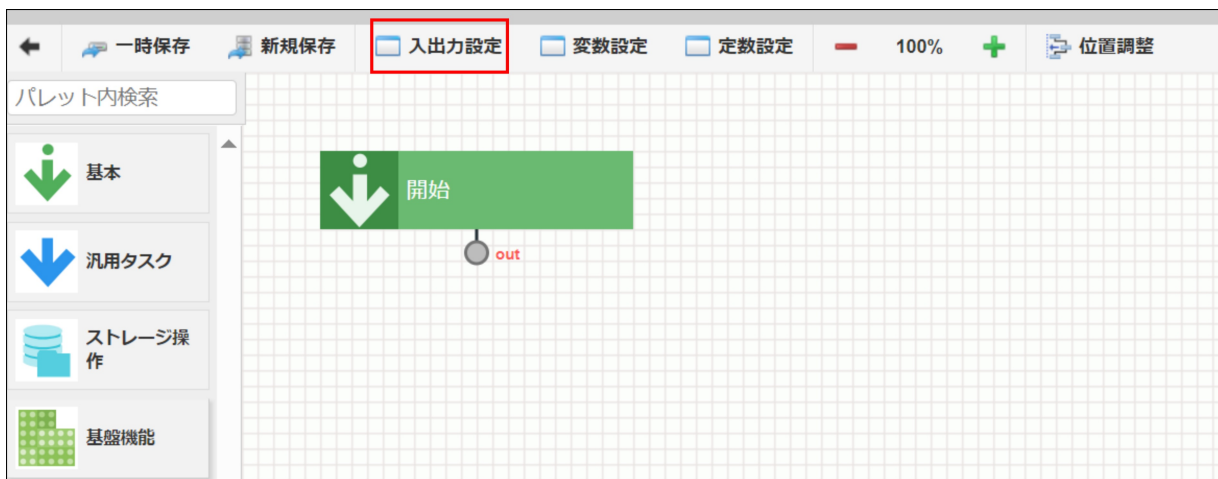 一時保存 新規保存 入出力設定 変数設定 定数設定 100% 位置調整
パレット内検索
基本
汎用タスク
ストレージ操
作
基盤機能
開始
out